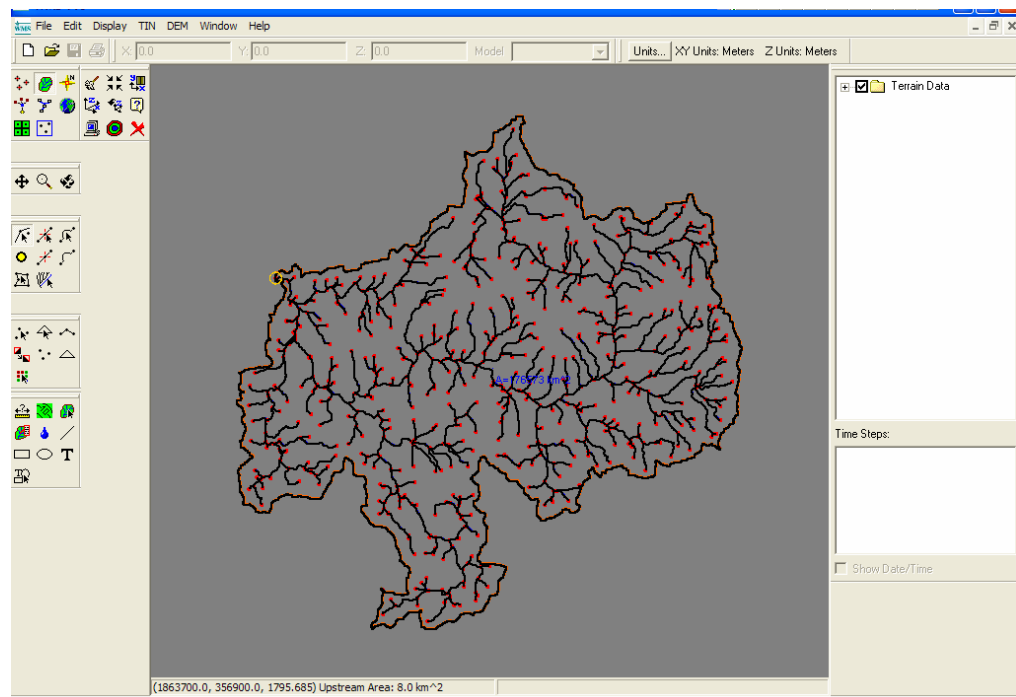 WMS File Edit Display TIN DEM Window Help
X: 0.0 Y: 0.0 Z: 0.0 Model Units... XY Units: Meters Z Units: Meters
Terrain Data
Time Steps:
Show Date/Time
(1863700.0, 356900.0, 1795.685) Upstream Area: 8.0 km^2